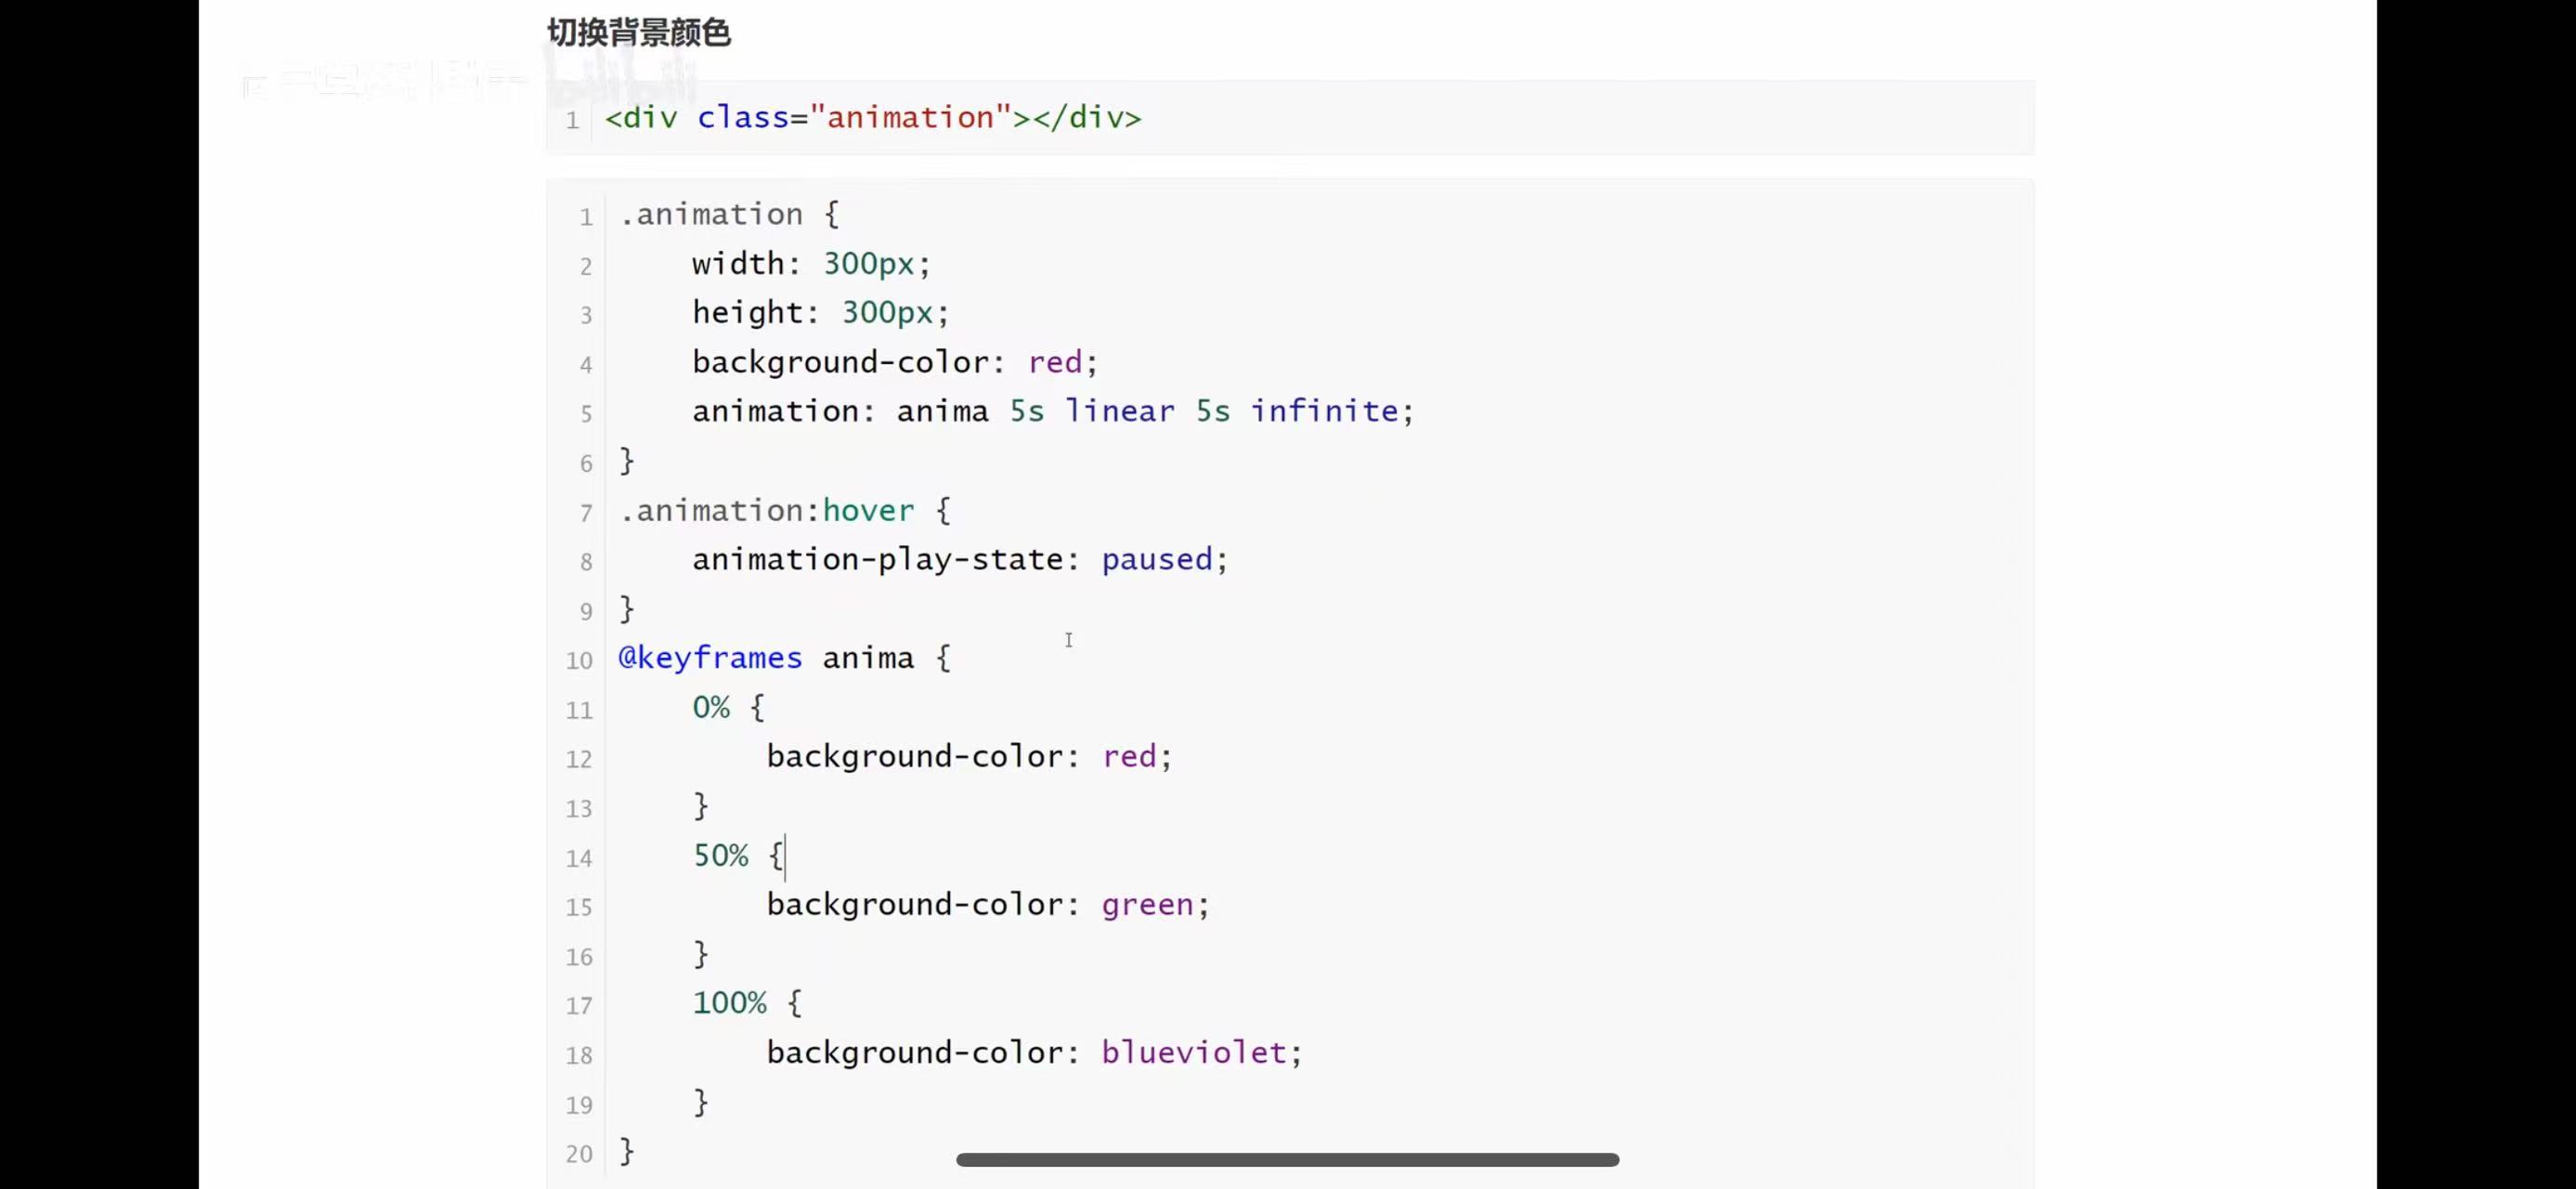 切换背景颜色
1 <div class="animation"></div>
1 .animation {
2 width: 300px;
3 height: 300px;
4 background-color: red;
5 animation: anima 5s linear 5s infinite;
6 }
7 .animation:hover {
8 animation-play-state: paused;
9 }
10 @keyframes anima {
11 0% {
12 background-color: red;
13 }
14 50% {
15 background-color: green;
16 }
17 100% {
18 background-color: blueviolet;
19 }
20 }